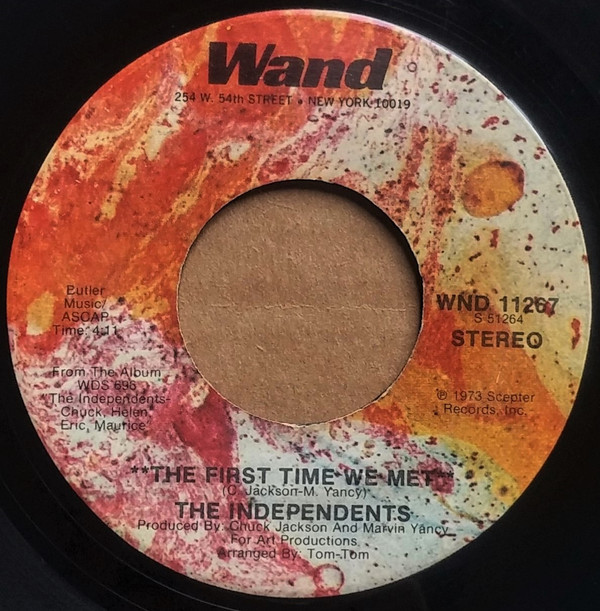 Wand
254 W. 54th STREET • NEW YORK 10019
Butler
Music/
ASCAP
Time: 4:11
WND 11267
S 51264
STEREO
From The Album
WDS 696
"The Independents-
Chuck, Helen,
Eric, Maurice"
℗ 1973 Scepter
Records, Inc.
**THE FIRST TIME WE MET**
(C. Jackson-M. Yancy)
THE INDEPENDENTS
Produced By: Chuck Jackson And Marvin Yancy
For Art Productions
Arranged By: Tom-Tom